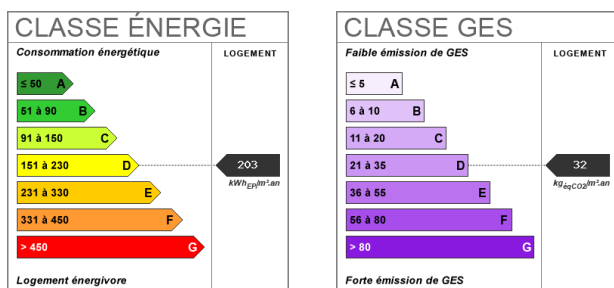 CLASSE ÉNERGIE
Consommation énergétique
LOGEMENT
≤ 50 A
51 à 90 B
91 à 150 C
151 à 230 D
203
kWhEP/m².an
231 à 330 E
331 à 450 F
> 450 G
Logement énergivore
CLASSE GES
Faible émission de GES
LOGEMENT
≤ 5 A
6 à 10 B
11 à 20 C
21 à 35 D
32
kgéqCO2/m².an
36 à 55 E
56 à 80 F
> 80 G
Forte émission de GES